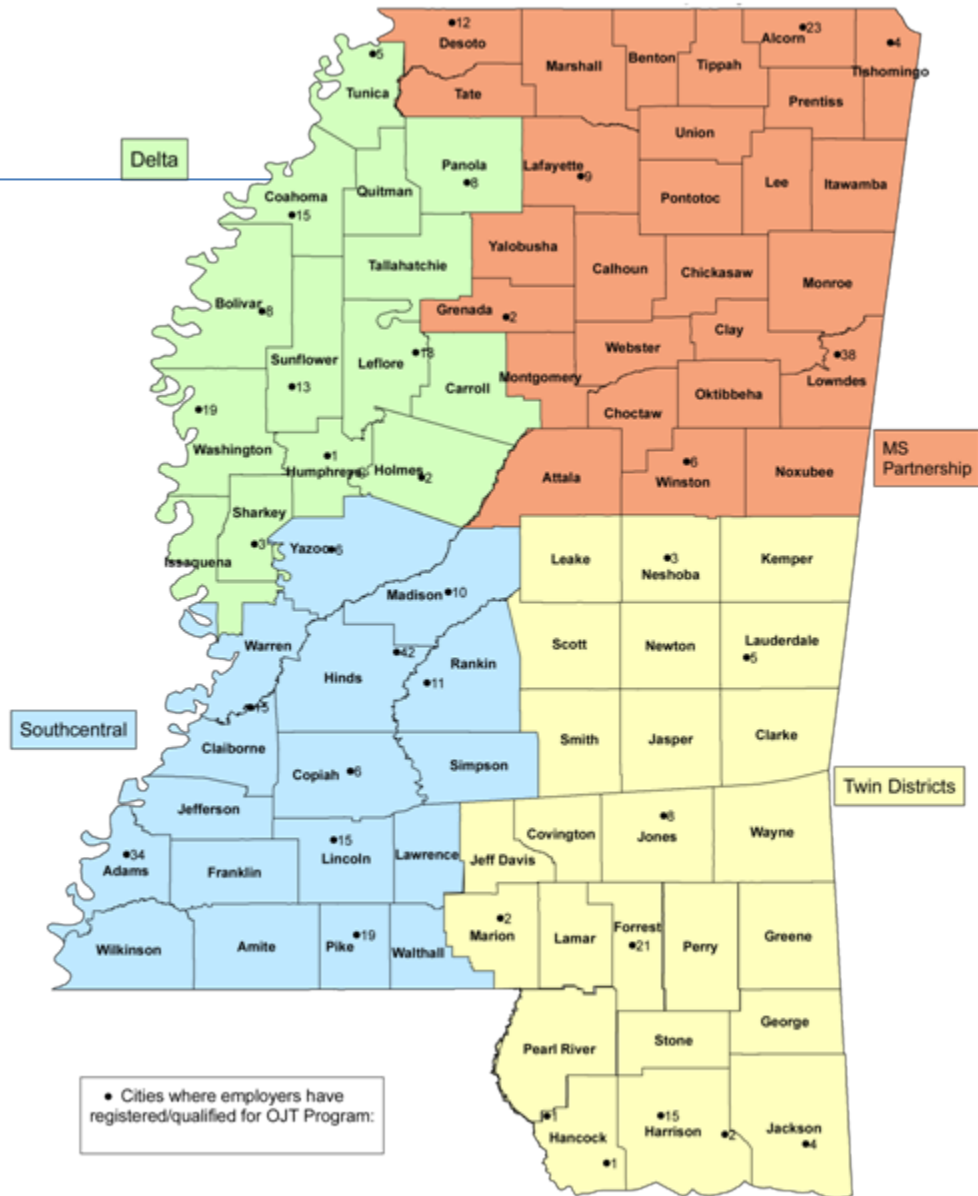 12
Desoto
Alcorn 23
4
Tishomingo
5
Tunica
Marshall
Benton
Tippah
Tate
Prentiss
Union
Delta
Panola
8
Lafayette
9
Lee
Itawamba
Pontotoc
Quitman
Coahoma
15
Yalobusha
Tallahatchie
Calhoun
Chickasaw
Monroe
Bolivar 8
Grenada 2
Clay
Webster
38
Lowndes
Sunflower
13
Leflore
Carroll
Montgomery
Oktibbeha
Choctaw
19
Washington
MS
Partnership
1
Humphreys
Holmes 2
Attala
6
Winston
Noxubee
Sharkey
3
Issaquena
Yazoo 6
Leake
3
Neshoba
Kemper
Madison 10
Warren
42
Hinds
Rankin
11
Scott
Newton
Lauderdale
5
15
Southcentral
Claiborne
Smith
Jasper
Clarke
Copiah 6
Simpson
Twin Districts
Jefferson
15
Lincoln
Lawrence
Jeff Davis
Covington
8
Jones
Wayne
34
Adams
Franklin
Wilkinson
Amite
Pike 19
Walthall
2
Marion
Lamar
Forrest
21
Perry
Greene
George
Stone
Pearl River
• Cities where employers have
registered/qualified for OJT Program:
1
Hancock
1
15
Harrison
2
Jackson
4